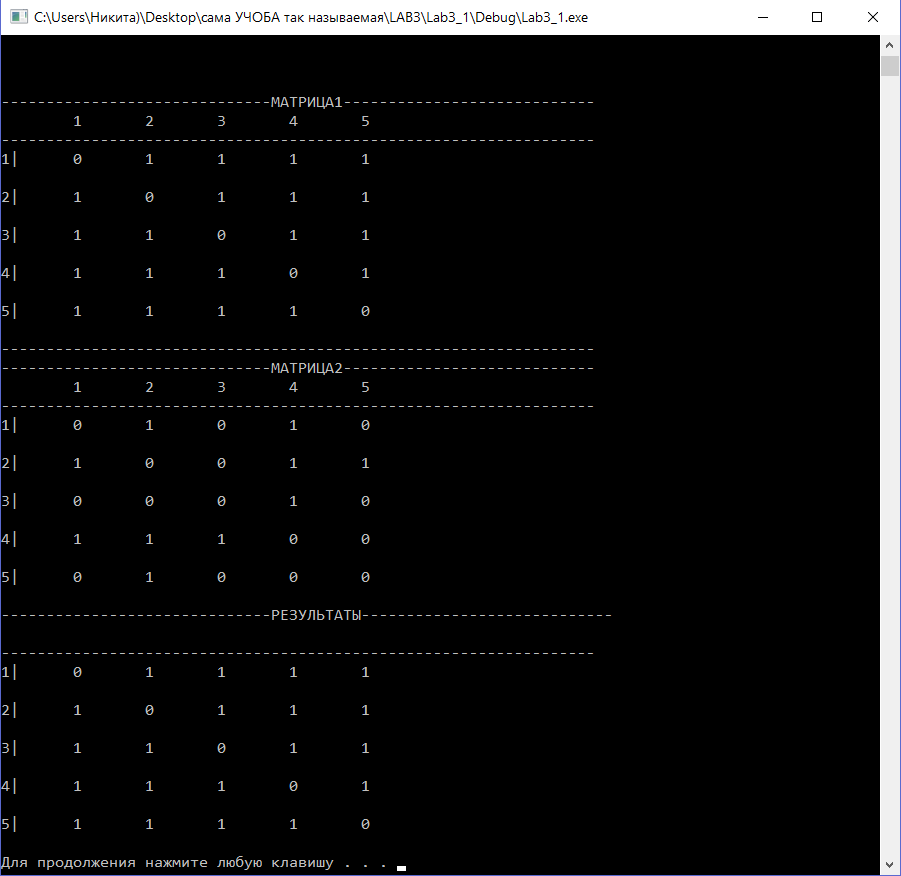 C:\Users\Никита)\Desktop\сама УЧОБА так называемая\LAB3\Lab3_1\Debug\Lab3_1.exe
------------------------------МАТРИЦА1----------------------------
1 2 3 4 5
------------------------------------------------------------------
1| 0 1 1 1 1
2| 1 0 1 1 1
3| 1 1 0 1 1
4| 1 1 1 0 1
5| 1 1 1 1 0
------------------------------------------------------------------
------------------------------МАТРИЦА2----------------------------
1 2 3 4 5
------------------------------------------------------------------
1| 0 1 0 1 0
2| 1 0 0 1 1
3| 0 0 0 1 0
4| 1 1 1 0 0
5| 0 1 0 0 0
------------------------------РЕЗУЛЬТАТЫ----------------------------
------------------------------------------------------------------
1| 0 1 1 1 1
2| 1 0 1 1 1
3| 1 1 0 1 1
4| 1 1 1 0 1
5| 1 1 1 1 0
Для продолжения нажмите любую клавишу . . .